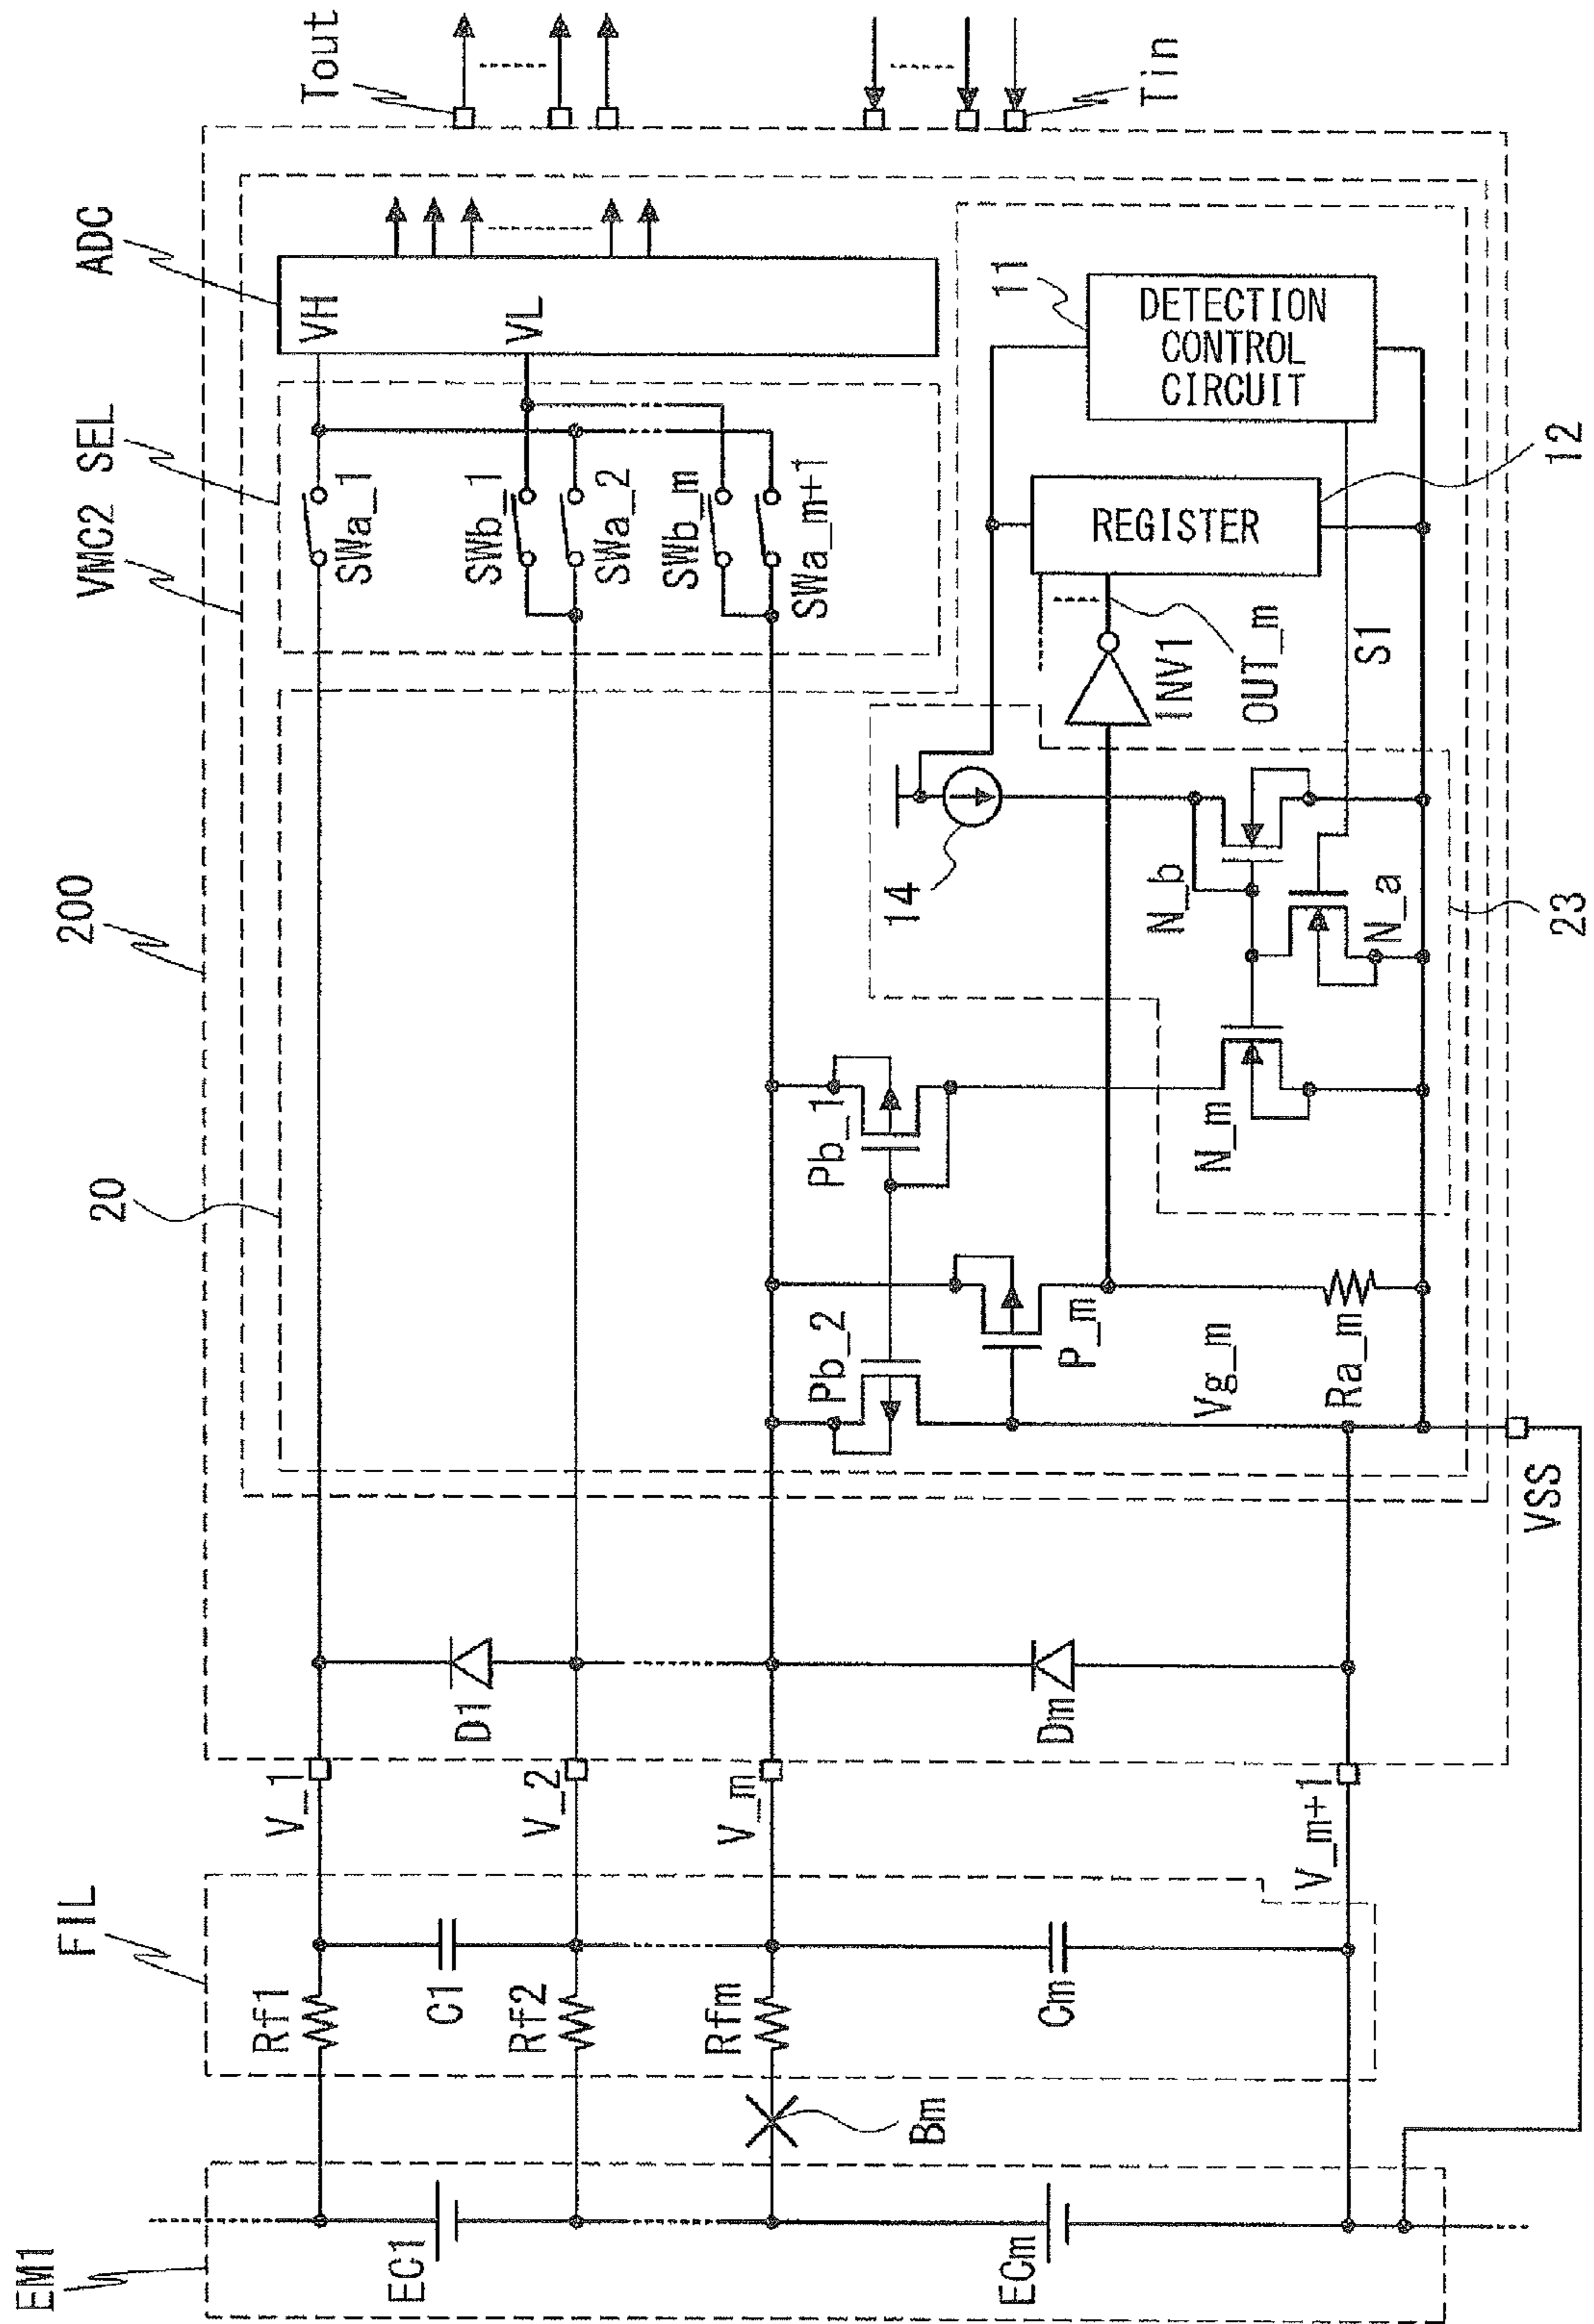 EM1
FIL
20
200
VMC2
SEL
ADC
Tout
EC1
Rf1
C1
V_1
D1
SWa_1
VH
Rf2
V_2
SWb_1
SWa_2
VL
Bm
Rfm
V_m
SWb_m
SWa_m+1
ECm
Cm
Dm
V_m+1
Pb_2
Pb_1
P_m
Vg_m
Ra_m
N_m
14
N_b
N_a
INV1
OUT_m
REGISTER
12
11
DETECTION
CONTROL
CIRCUIT
S1
23
VSS
Tin